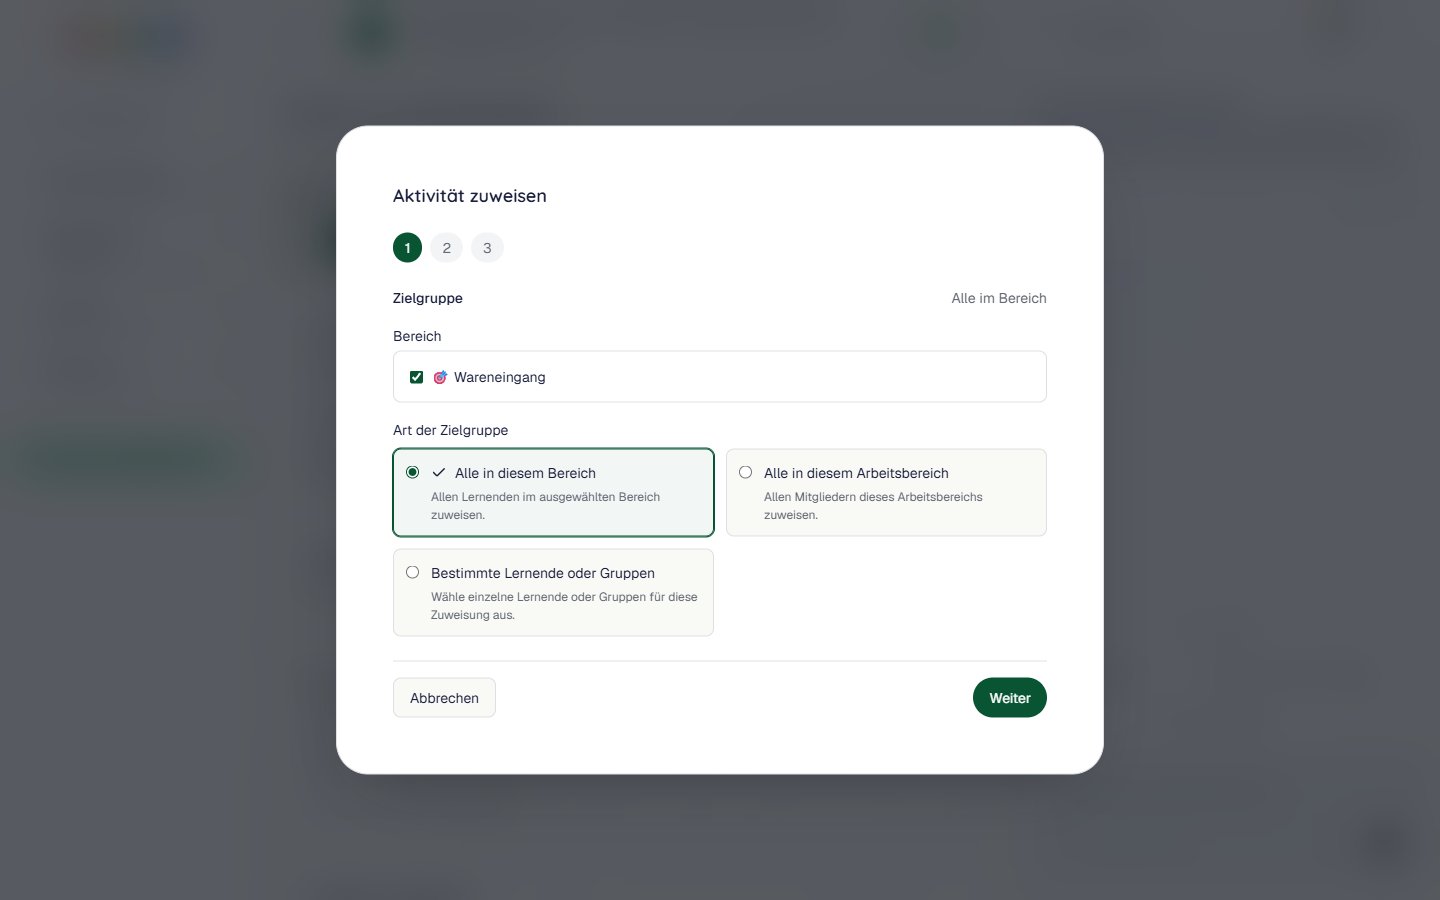 Aktivität zuweisen
1 2 3
Zielgruppe Alle im Bereich
Bereich
Wareneingang
Art der Zielgruppe
Alle in diesem Bereich
Allen Lernenden im ausgewählten Bereich
zuweisen.
Alle in diesem Arbeitsbereich
Allen Mitgliedern dieses Arbeitsbereichs
zuweisen.
Bestimmte Lernende oder Gruppen
Wähle einzelne Lernende oder Gruppen für diese
Zuweisung aus.
Abbrechen Weiter